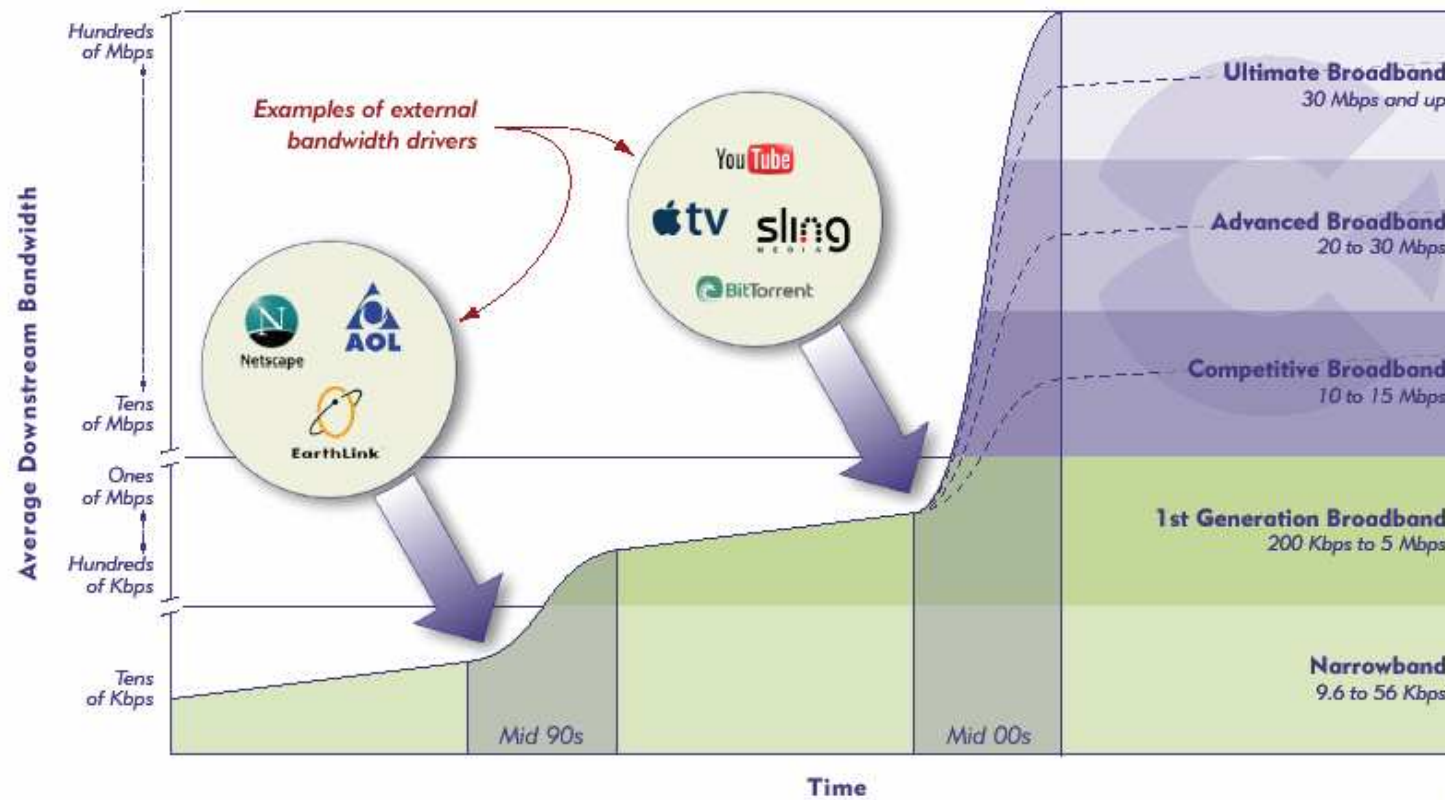 Hundreds
of Mbps
Tens
of Mbps
Ones
of Mbps
Hundreds
of Kbps
Tens
of Kbps
Average Downstream Bandwidth
Examples of external
bandwidth drivers
Netscape
AOL
EarthLink
YouTube
tv
sling
MEDIA
BitTorrent
Ultimate Broadband
30 Mbps and up
Advanced Broadband
20 to 30 Mbps
Competitive Broadband
10 to 15 Mbps
1st Generation Broadband
200 Kbps to 5 Mbps
Narrowband
9.6 to 56 Kbps
Mid 90s
Mid 00s
Time